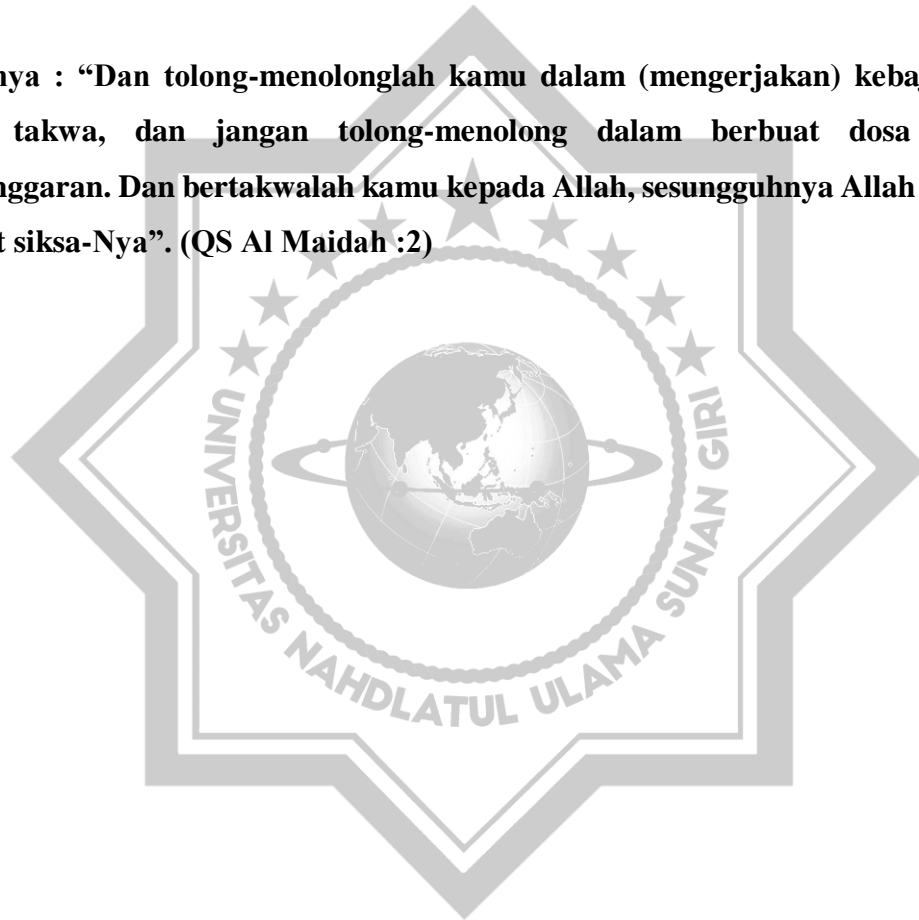 nya : “Dan tolong-menolonglah kamu dalam (mengerjakan) keba
takwa, dan jangan tolong-menolong dalam berbuat dosa
nggaran. Dan bertakwalah kamu kepada Allah, sesungguhnya Allah
t siksa-Nya”. (QS Al Maidah :2)
UNIVERSITAS NAHDLATUL ULAMA SUNAN GIRI